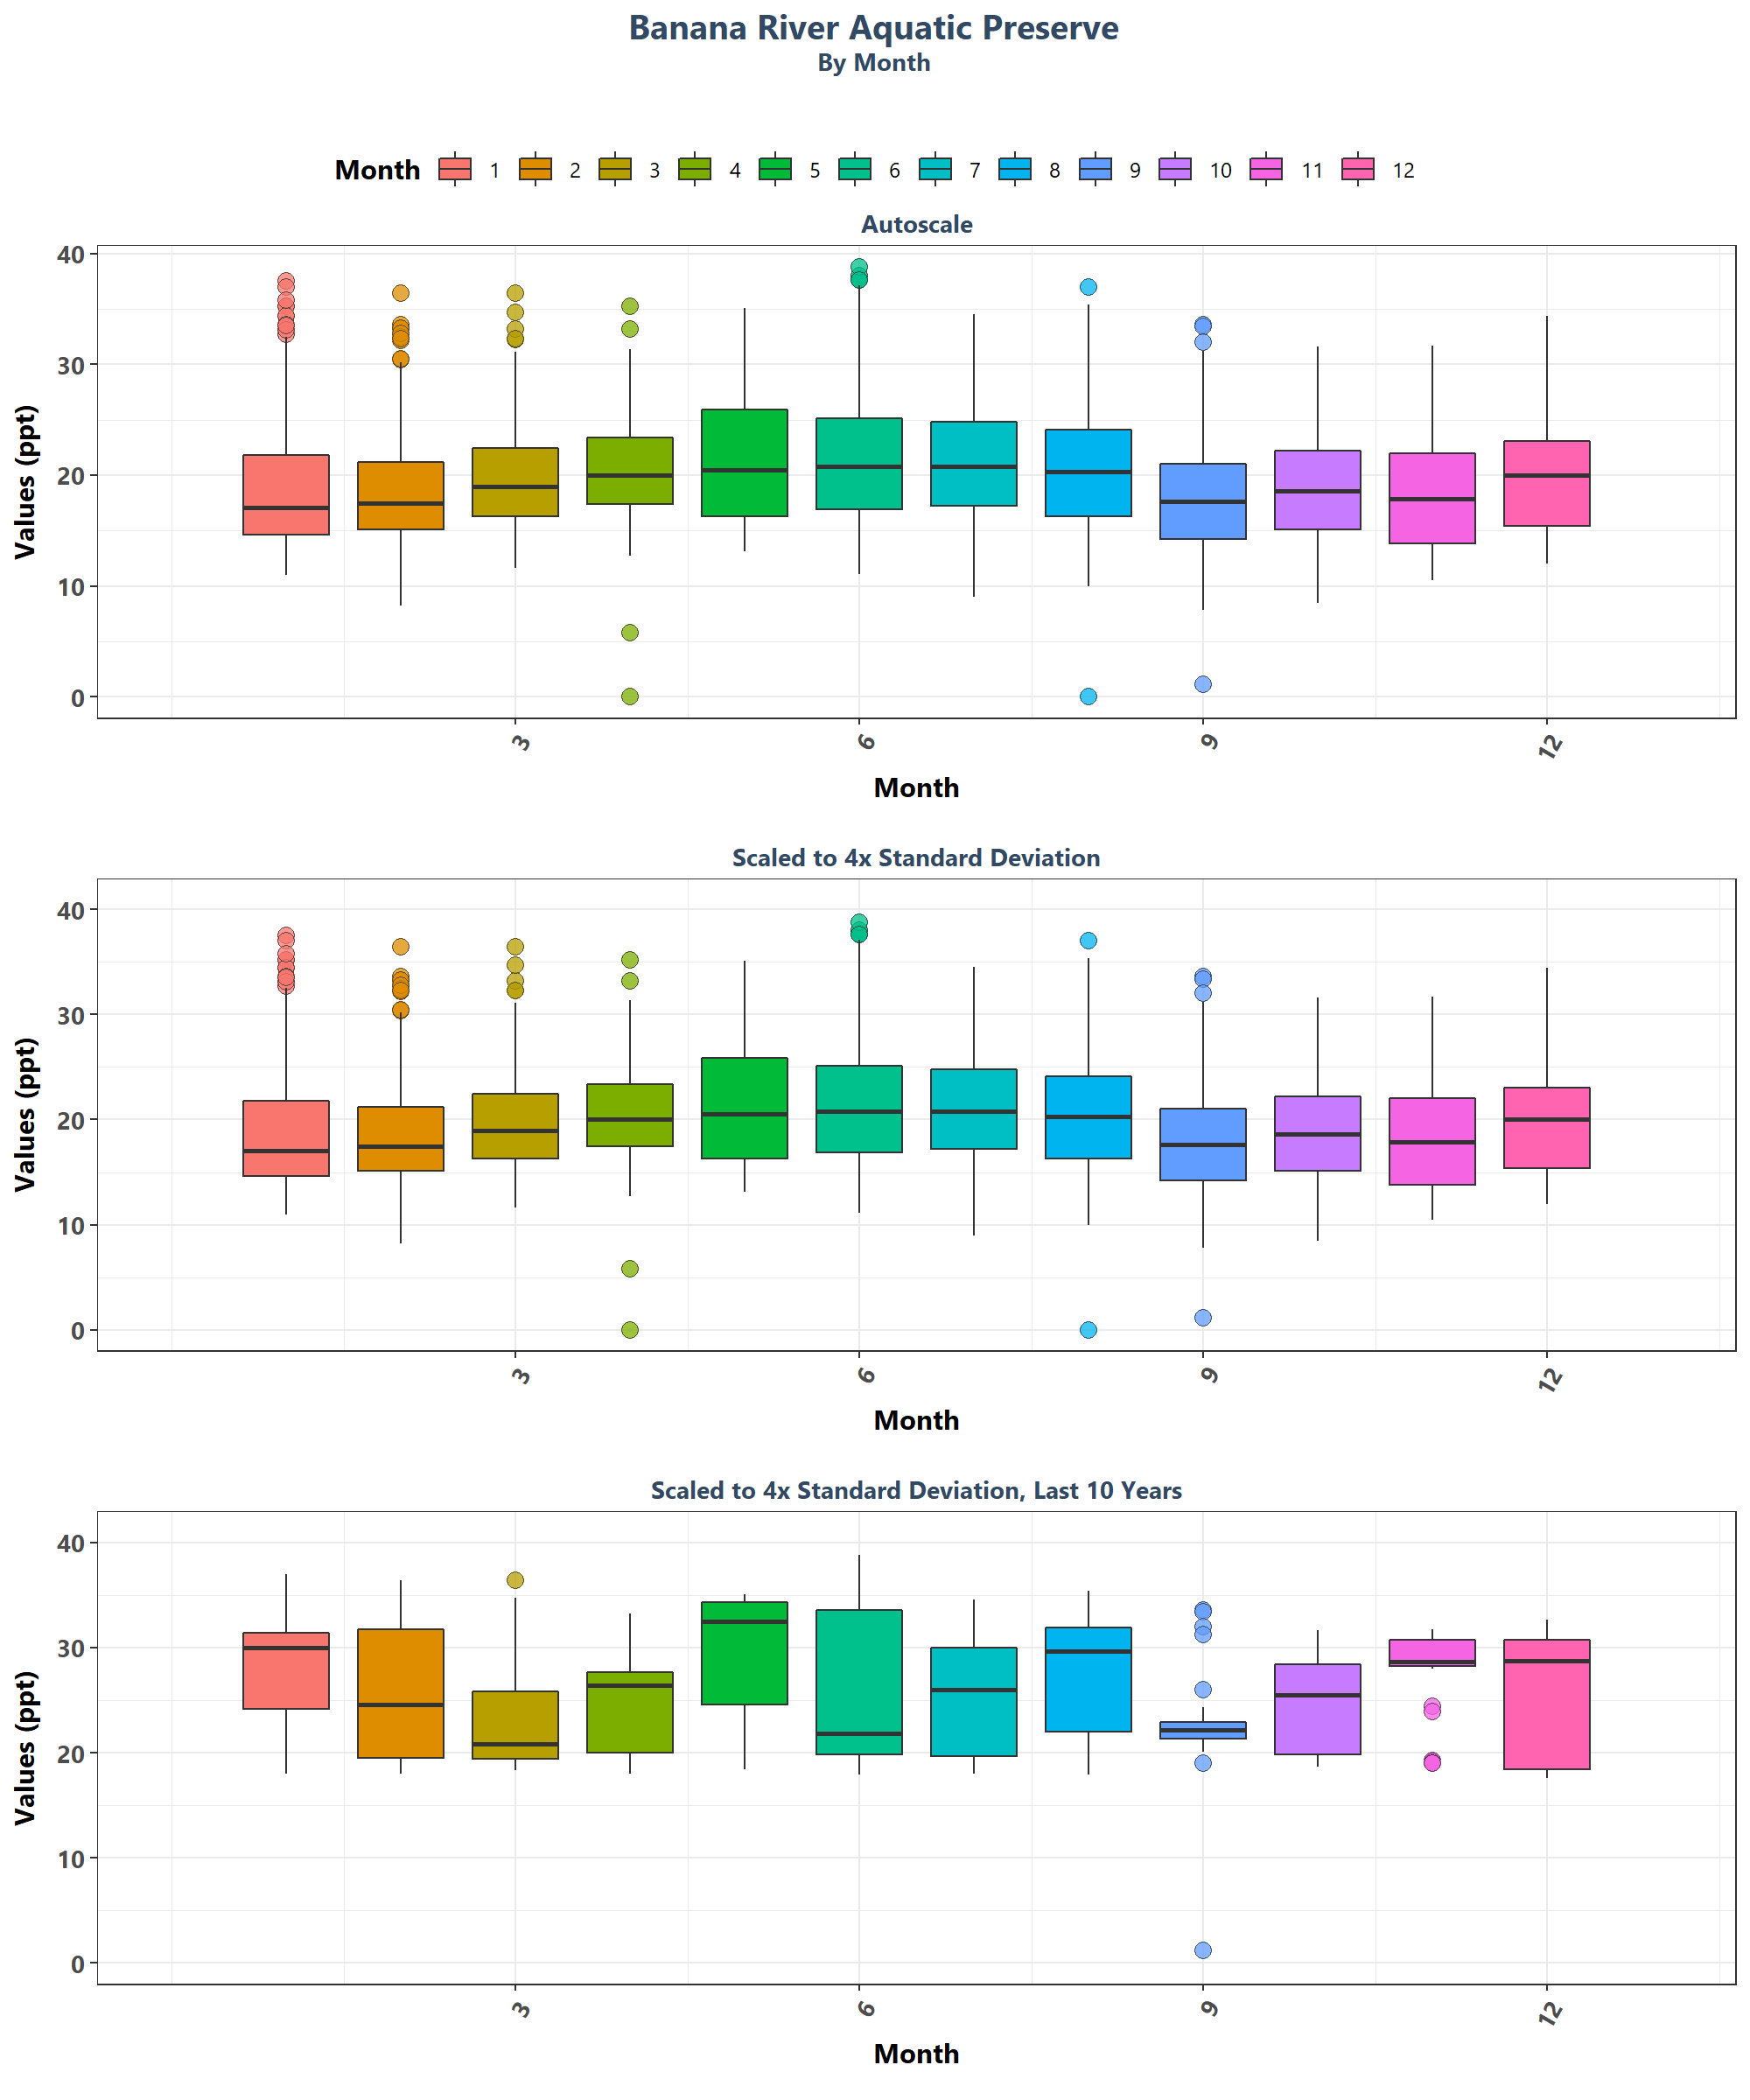 Banana River Aquatic Preserve
By Month
Month 1 2 3 4 5 6 7 8 9 10 11 12
Autoscale
Values (ppt)
40
30
20
10
0
3 6 9 12
Month
Scaled to 4x Standard Deviation
Values (ppt)
40
30
20
10
0
3 6 9 12
Month
Scaled to 4x Standard Deviation, Last 10 Years
Values (ppt)
40
30
20
10
0
3 6 9 12
Month